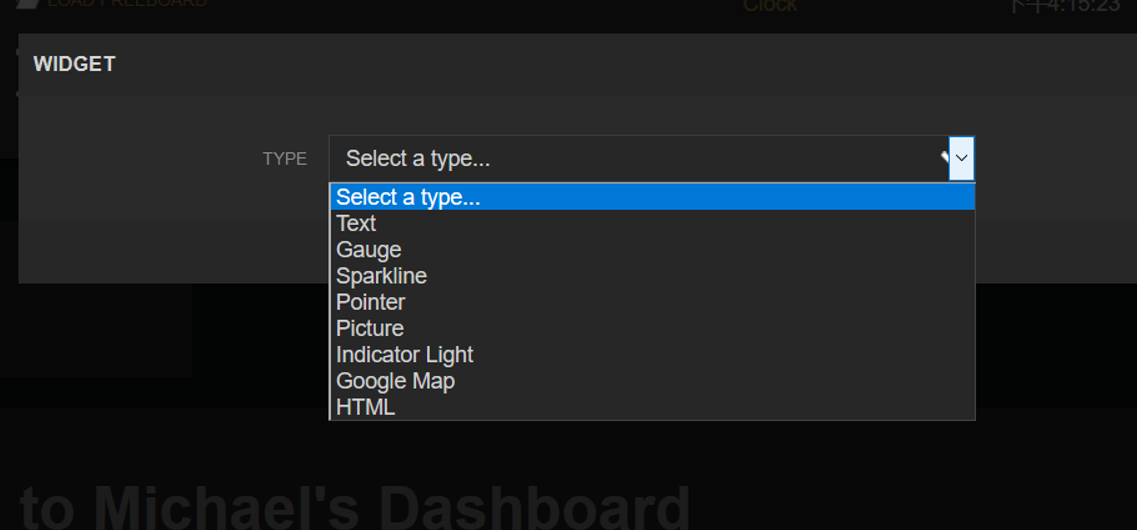 LOAD FREEBOARD
Clock
下午4:15:23
WIDGET
TYPE
Select a type...
Select a type...
Text
Gauge
Sparkline
Pointer
Picture
Indicator Light
Google Map
HTML
to Michael's Dashboard